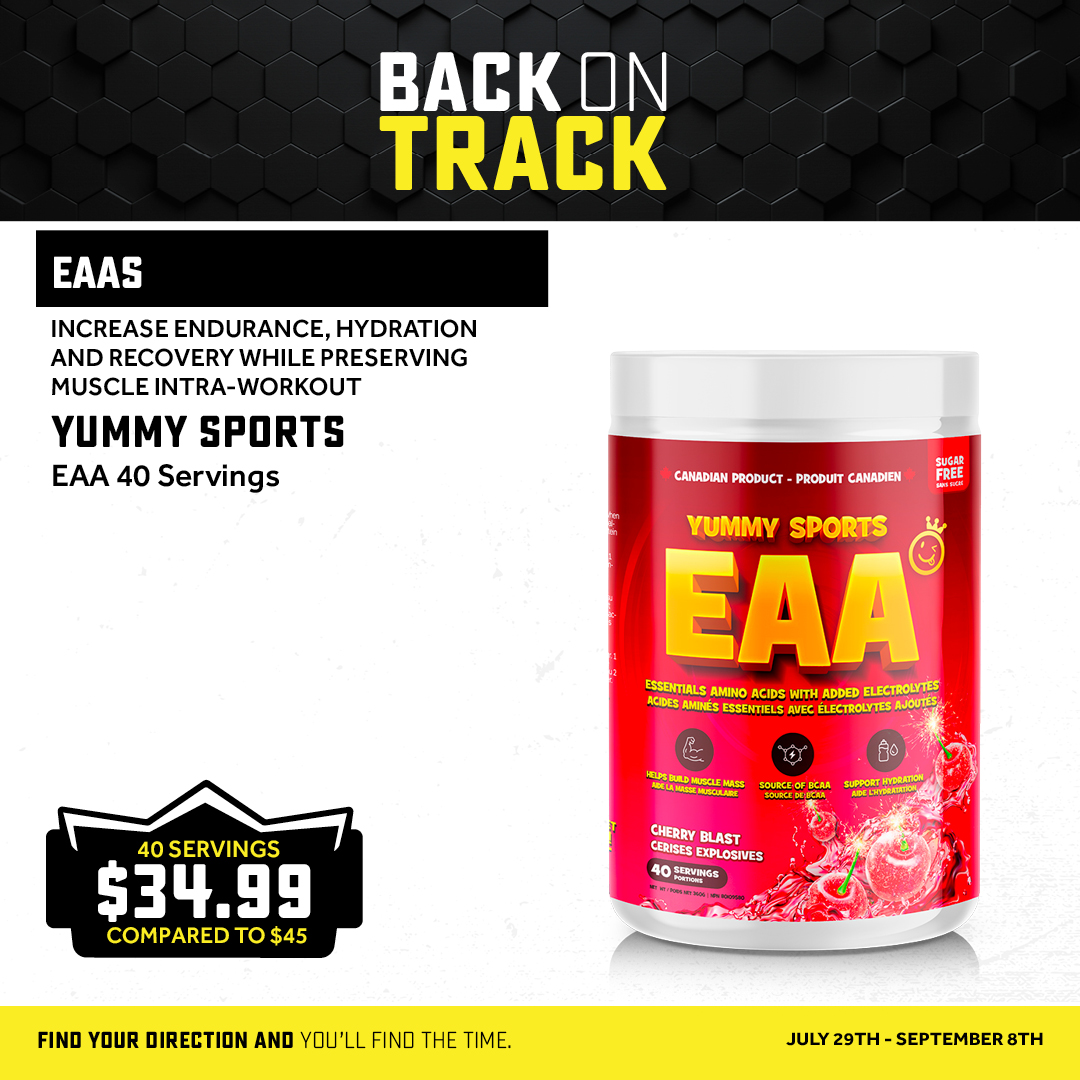 BACK ON
TRACK
EAAS
INCREASE ENDURANCE, HYDRATION
AND RECOVERY WHILE PRESERVING
MUSCLE INTRA-WORKOUT
YUMMY SPORTS
EAA 40 Servings
CANADIAN PRODUCT - PRODUIT CANADIEN
SUGAR
FREE
SANS SUCRE
YUMMY SPORTS
EAA
ESSENTIALS AMINO ACIDS WITH ADDED ELECTROLYTES
ACIDES AMINÉS ESSENTIELS AVEC ÉLECTROLYTES AJOUTÉS
HELPS BUILD MUSCLE MASS
AIDE LA MASSE MUSCULAIRE
SOURCE OF BCAA
SOURCE DE BCAA
SUPPORT HYDRATION
AIDE L'HYDRATATION
CHERRY BLAST
CERISES EXPLOSIVES
40 SERVINGS
PORTIONS
40 SERVINGS
$34.99
COMPARED TO $45
FIND YOUR DIRECTION AND YOU'LL FIND THE TIME.
JULY 29TH - SEPTEMBER 8TH